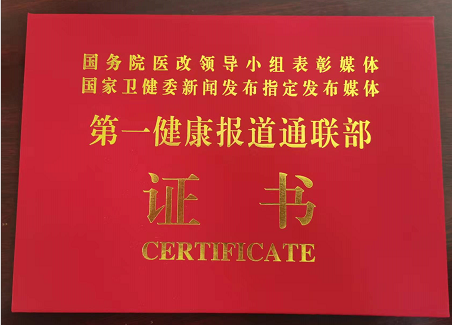 国务院医改领导小组表彰媒体
国家卫健委新闻发布指定发布媒体
第一健康报道通联部
证书
CERTIFICATE